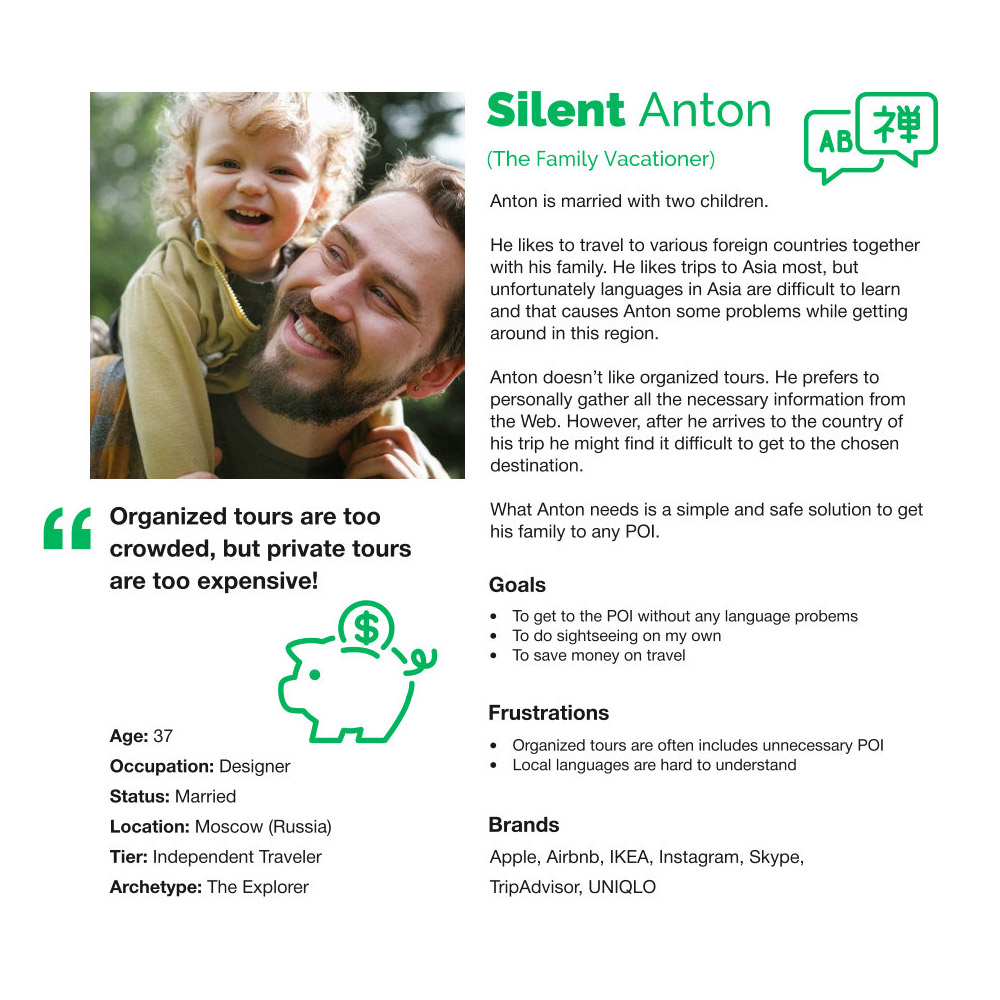 Silent Anton
(The Family Vacationer)
AB
禅
Anton is married with two children.
He likes to travel to various foreign countries together
with his family. He likes trips to Asia most, but
unfortunately languages in Asia are difficult to learn
and that causes Anton some problems while getting
around in this region.
Anton doesn’t like organized tours. He prefers to
personally gather all the necessary information from
the Web. However, after he arrives to the country of
his trip he might find it difficult to get to the chosen
destination.
What Anton needs is a simple and safe solution to get
his family to any POI.
“
Organized tours are too
crowded, but private tours
are too expensive!
$
Age: 37
Occupation: Designer
Status: Married
Location: Moscow (Russia)
Tier: Independent Traveler
Archetype: The Explorer
Goals
• To get to the POI without any language probems
• To do sightseeing on my own
• To save money on travel
Frustrations
• Organized tours are often includes unnecessary POI
• Local languages are hard to understand
Brands
Apple, Airbnb, IKEA, Instagram, Skype,
TripAdvisor, UNIQLO